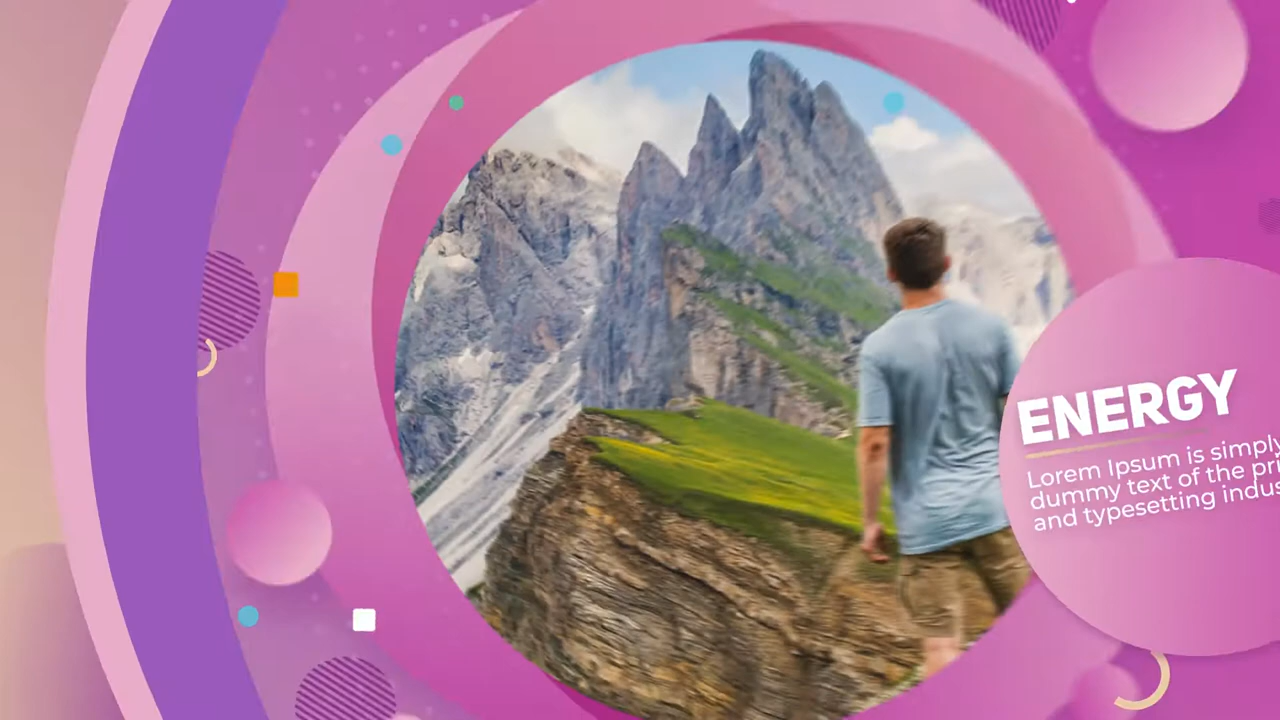 ENERGY
Lorem Ipsum is simply
dummy text of the
and typesetting